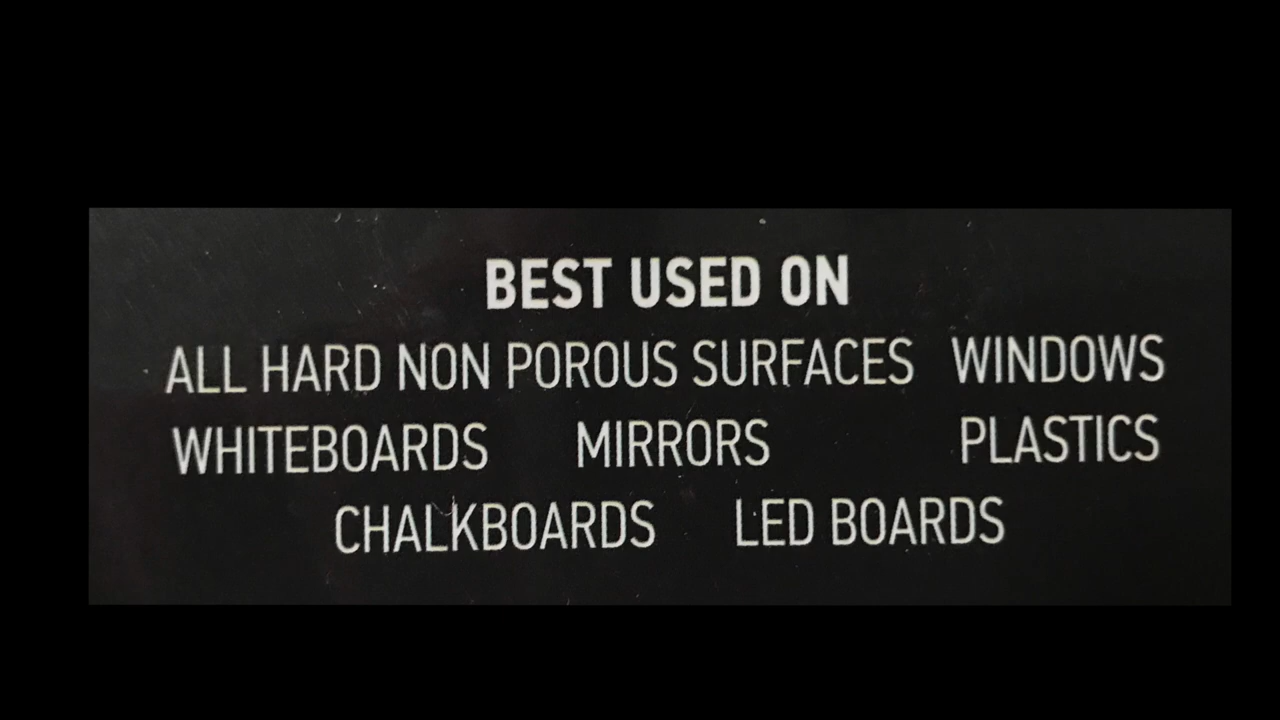 BEST USED ON
ALL HARD NON POROUS SURFACES WINDOWS
WHITEBOARDS MIRRORS PLASTICS
CHALKBOARDS LED BOARDS